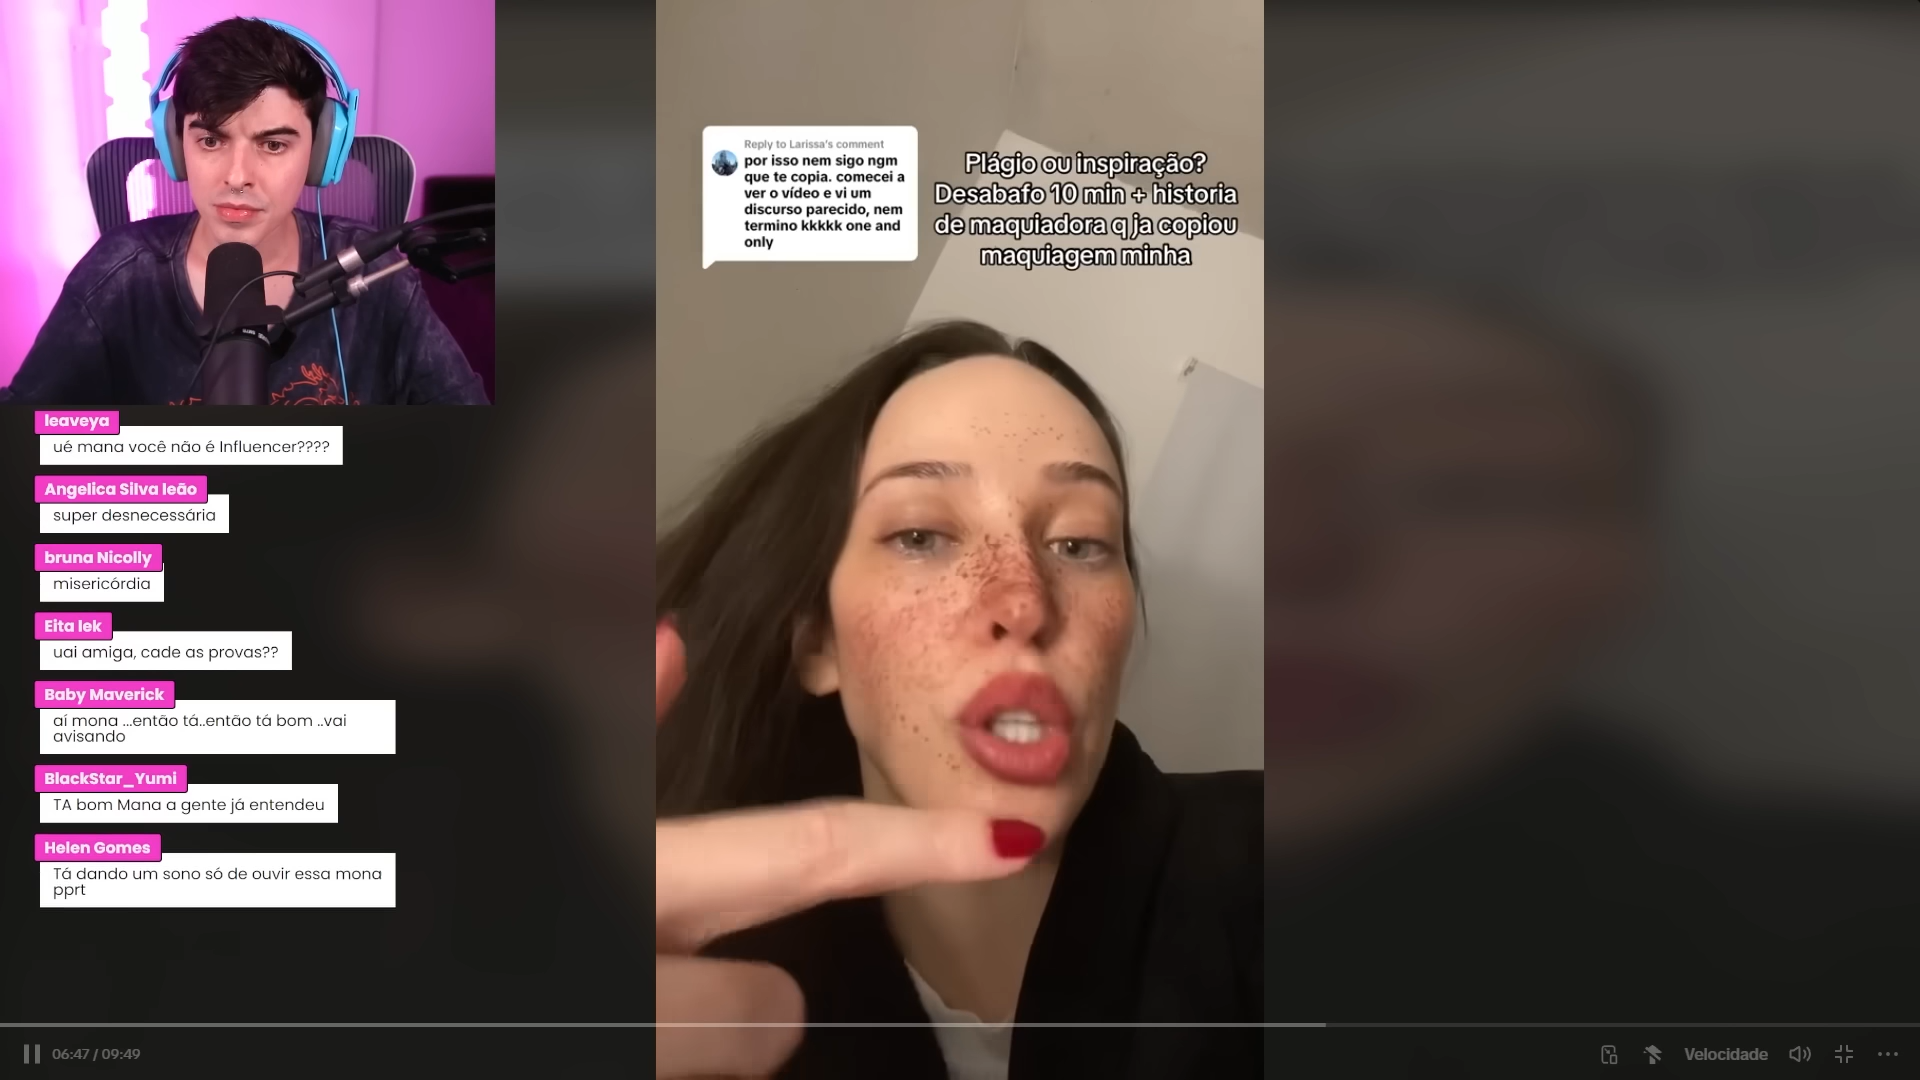 leaveya
ué mana você não é Influencer????
Angelica Silva leão
super desnecessária
bruna Nicolly
misericórdia
Eita lek
uai amiga, cade as provas??
Baby Maverick
aí mona ...então tá..então tá bom ..vai
avisando
BlackStar_Yumi
TA bom Mana a gente já entendeu
Helen Gomes
Tá dando um sono só de ouvir essa mona
pprt
Reply to Larissa's comment
por isso nem sigo ngm
que te copia. comecei a
ver o vídeo e vi um
discurso parecido, nem
termino kkkkk one and
only
Plágio ou inspiração?
Desabafo 10 min + historia
de maquiadora q ja copiou
maquiagem minha
06:47 / 09:49
Velocidade